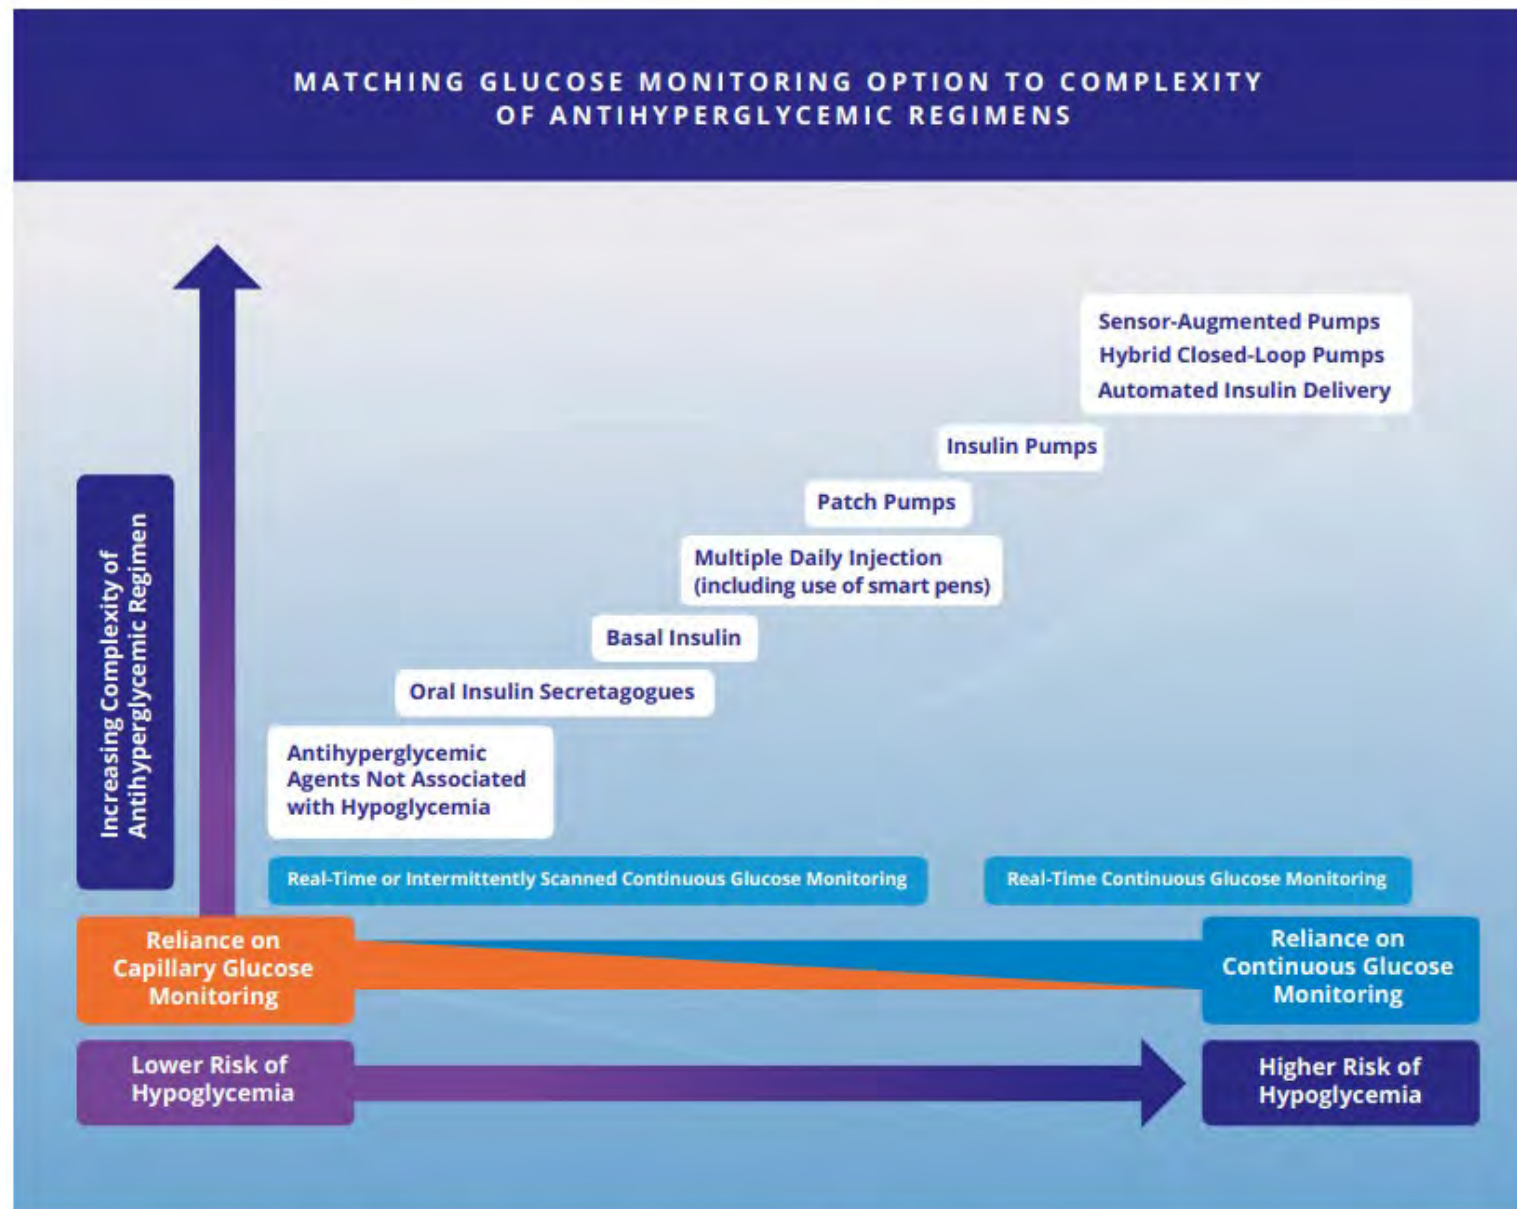 MATCHING GLUCOSE MONITORING OPTION TO COMPLEXITY
OF ANTIHYPERGLYCEMIC REGIMENS
Sensor-Augmented Pumps
Hybrid Closed-Loop Pumps
Automated Insulin Delivery
Insulin Pumps
Patch Pumps
Multiple Daily Injection
(including use of smart pens)
Basal Insulin
Oral Insulin Secretagogues
Antihyperglycemic
Agents Not Associated
with Hypoglycemia
Increasing Complexity of
Antihyperglycemic Regimen
Real-Time or Intermittently Scanned Continuous Glucose Monitoring
Real-Time Continuous Glucose Monitoring
Reliance on
Capillary Glucose
Monitoring
Reliance on
Continuous Glucose
Monitoring
Lower Risk of
Hypoglycemia
Higher Risk of
Hypoglycemia